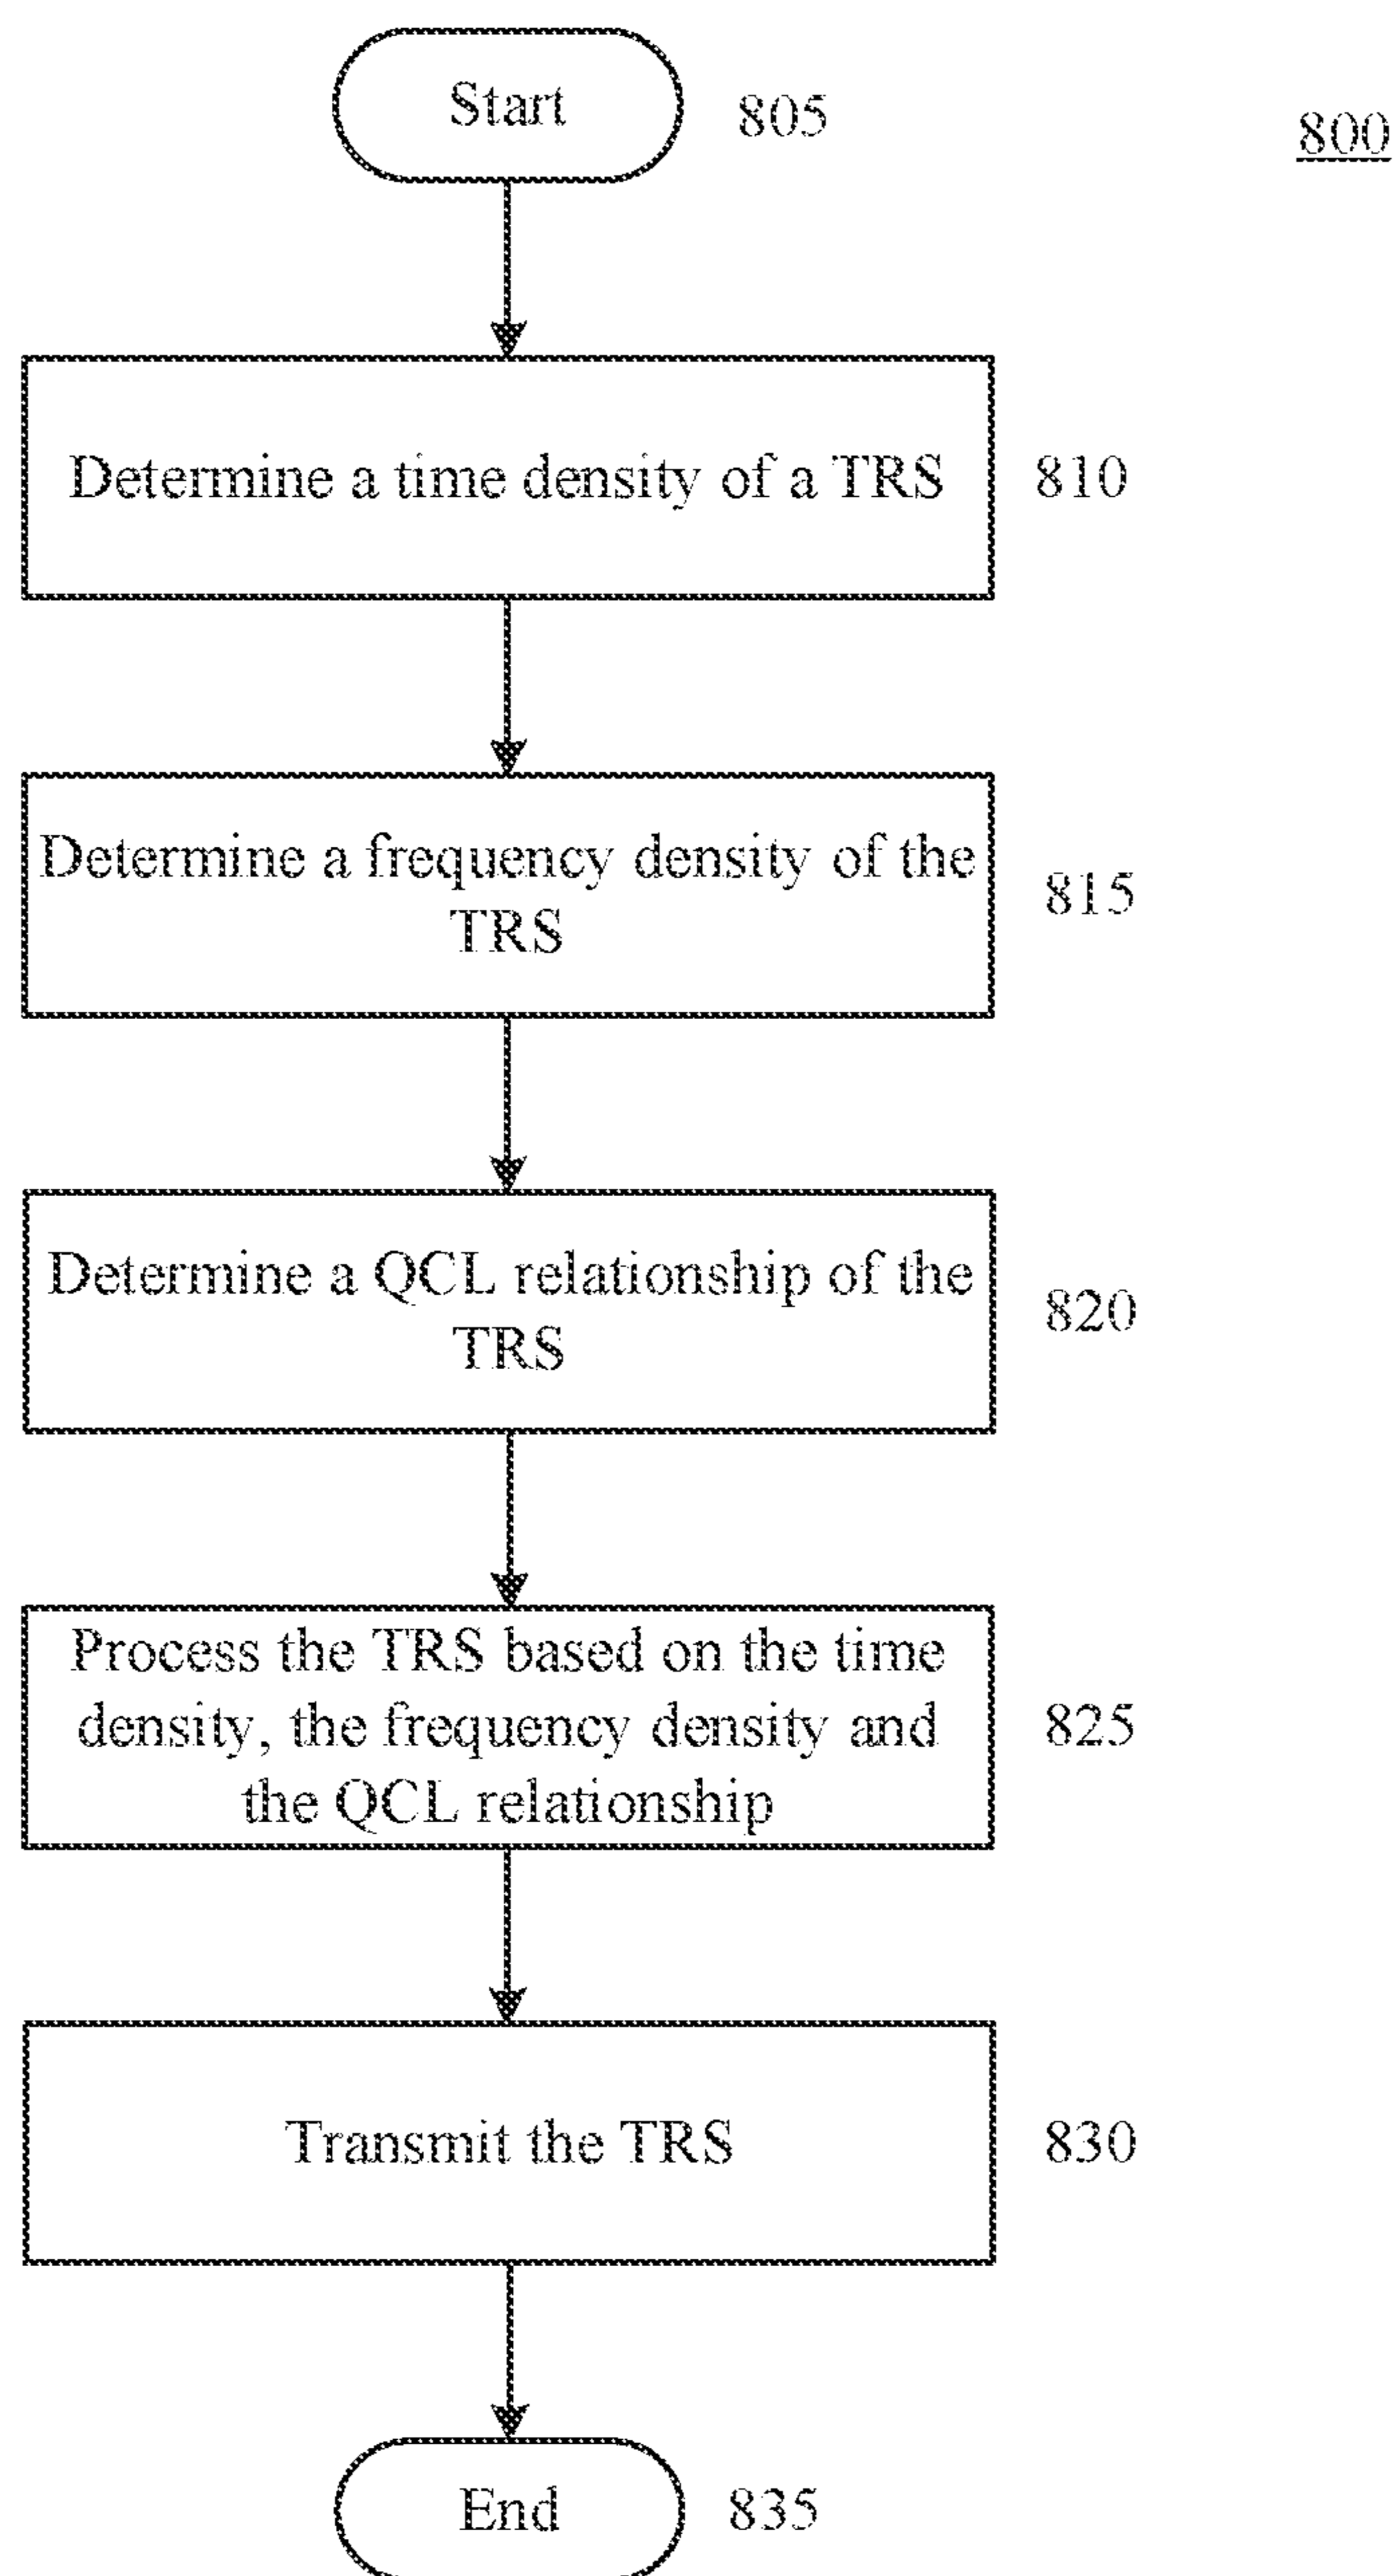 Start
805
800
Determine a time density of a TRS
810
Determine a frequency density of the
TRS
815
Determine a QCL relationship of the
TRS
820
Process the TRS based on the time
density, the frequency density and
the QCL relationship
825
Transmit the TRS
830
End
835